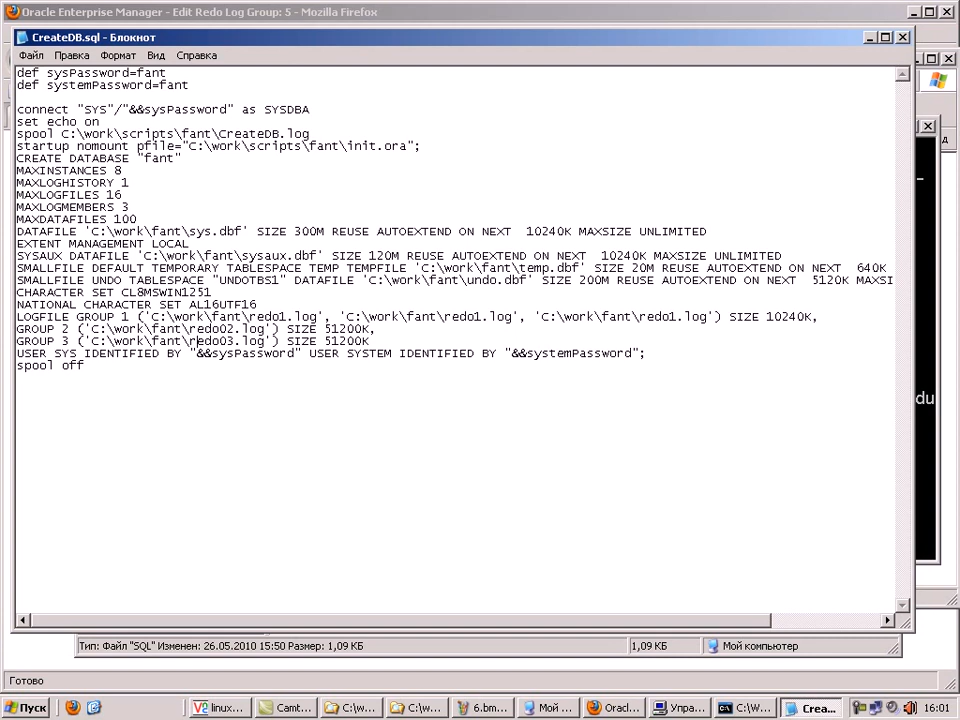 Oracle Enterprise Manager - Edit Redo Log Group: 5 - Mozilla Firefox
CreateDB.sql - Блокнот
Файл Правка Формат Вид Справка
def sysPassword=fant
def systemPassword=fant
connect "SYS"/"&&sysPassword" as SYSDBA
set echo on
spool C:\work\scripts\fant\CreateDB.log
startup nomount pfile="C:\work\scripts\fant\init.ora";
CREATE DATABASE "fant"
MAXINSTANCES 8
MAXLOGHISTORY 1
MAXLOGFILES 16
MAXLOGMEMBERS 3
MAXDATAFILES 100
DATAFILE 'C:\work\fant\sys.dbf' SIZE 300M REUSE AUTOEXTEND ON NEXT  10240K MAXSIZE UNLIMITED
EXTENT MANAGEMENT LOCAL
SYSAUX DATAFILE 'C:\work\fant\sysaux.dbf' SIZE 120M REUSE AUTOEXTEND ON NEXT  10240K MAXSIZE UNLIMITED
SMALLFILE DEFAULT TEMPORARY TABLESPACE TEMP TEMPFILE 'C:\work\fant\temp.dbf' SIZE 20M REUSE AUTOEXTEND ON NEXT  640K
SMALLFILE UNDO TABLESPACE "UNDOTBS1" DATAFILE 'C:\work\fant\undo.dbf' SIZE 200M REUSE AUTOEXTEND ON NEXT  5120K MAXSI
CHARACTER SET CL8MSWIN1251
NATIONAL CHARACTER SET AL16UTF16
LOGFILE GROUP 1 ('C:\work\fant\redo1.log', 'C:\work\fant\redo1.log', 'C:\work\fant\redo1.log') SIZE 10240K,
GROUP 2 ('C:\work\fant\redo02.log') SIZE 51200K,
GROUP 3 ('C:\work\fant\redo03.log') SIZE 51200K
USER SYS IDENTIFIED BY "&&sysPassword" USER SYSTEM IDENTIFIED BY "&&systemPassword";
spool off
д
du
Тип: Файл "SQL" Изменен: 26.05.2010 15:50 Размер: 1,09 КБ 1,09 КБ Мой компьютер
Готово
Пуск linux... Camt... C:\w... C:\w... 6.bm... Мой ... Oracl... Упра... C:\W... Crea... 16:01